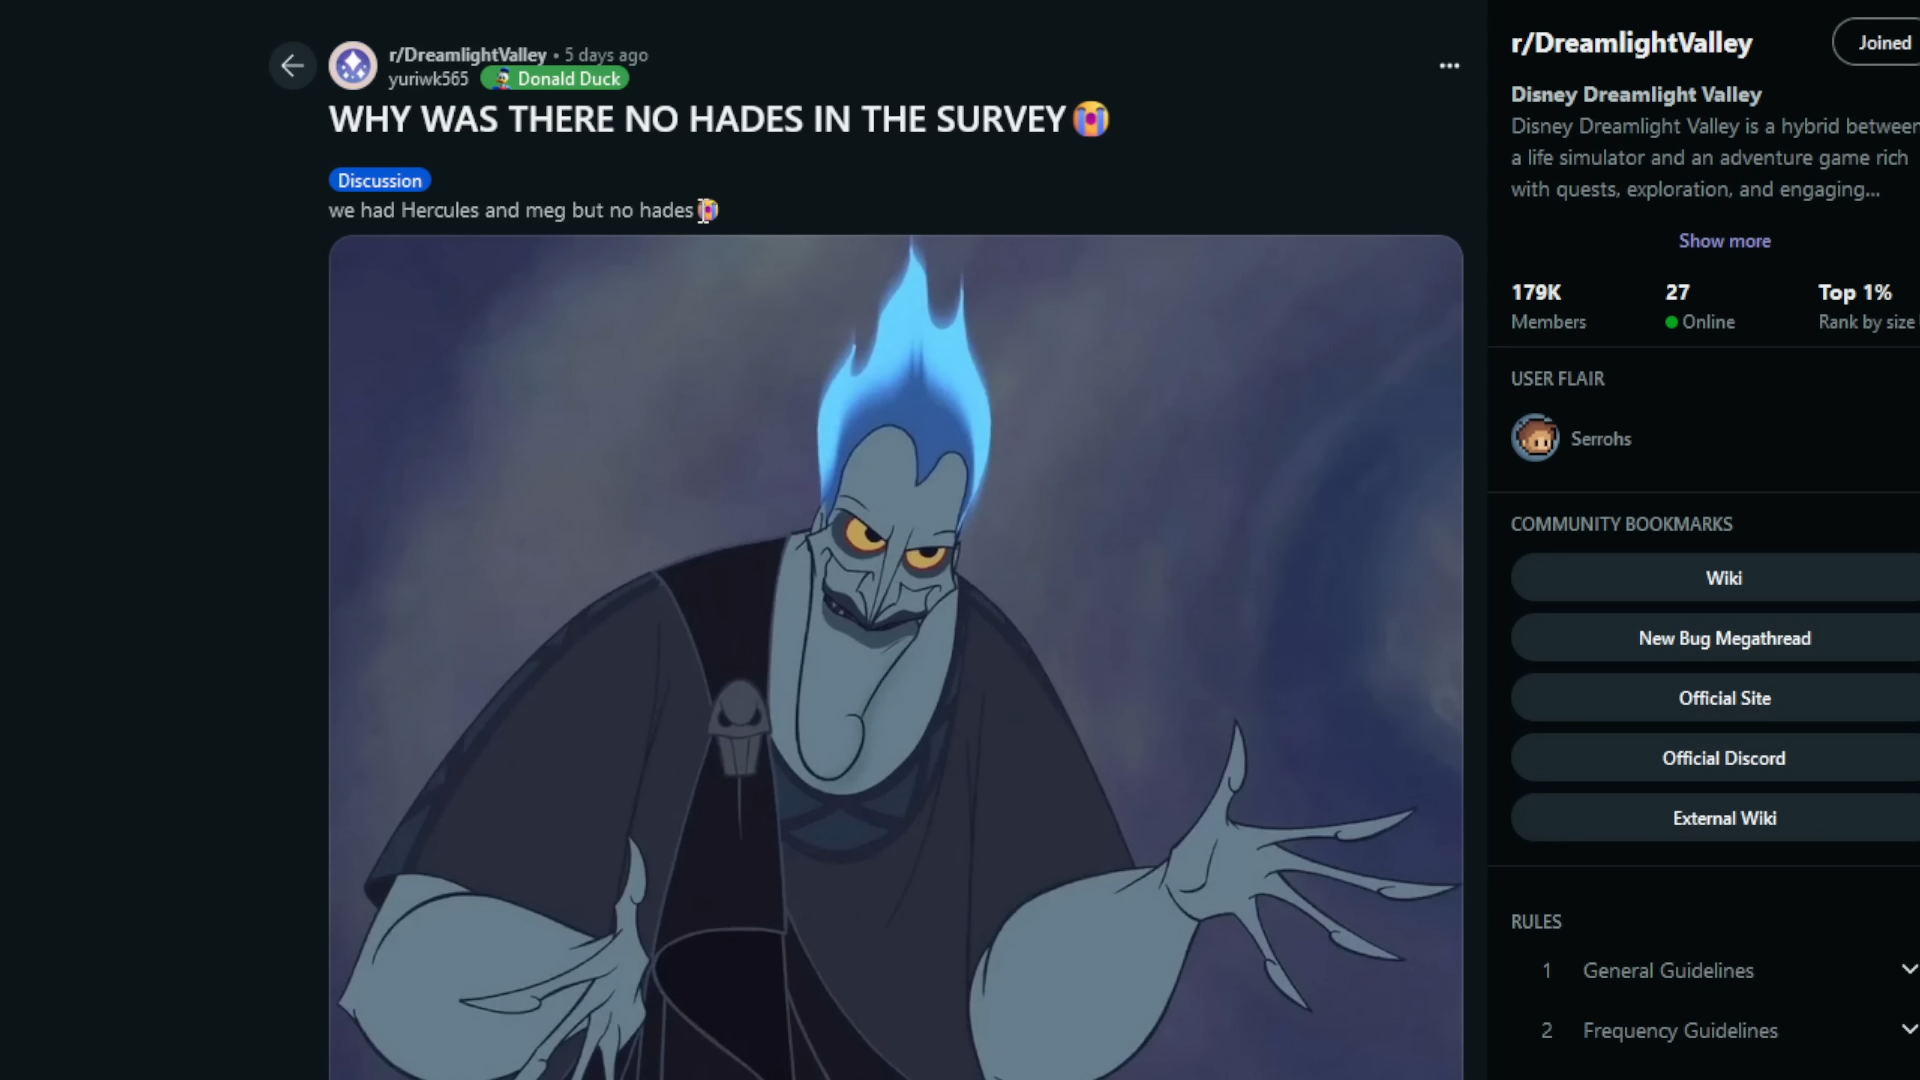 r/DreamlightValley • 5 days ago
yuriwk565 Donald Duck
WHY WAS THERE NO HADES IN THE SURVEY😭
Discussion
we had Hercules and meg but no hades😭
r/DreamlightValley
Joined
Disney Dreamlight Valley
Disney Dreamlight Valley is a hybrid between
a life simulator and an adventure game rich
with quests, exploration, and engaging...
Show more
179K 27 Top 1%
Members Online Rank by size
USER FLAIR
Serrohs
COMMUNITY BOOKMARKS
Wiki
New Bug Megathread
Official Site
Official Discord
External Wiki
RULES
1 General Guidelines
2 Frequency Guidelines